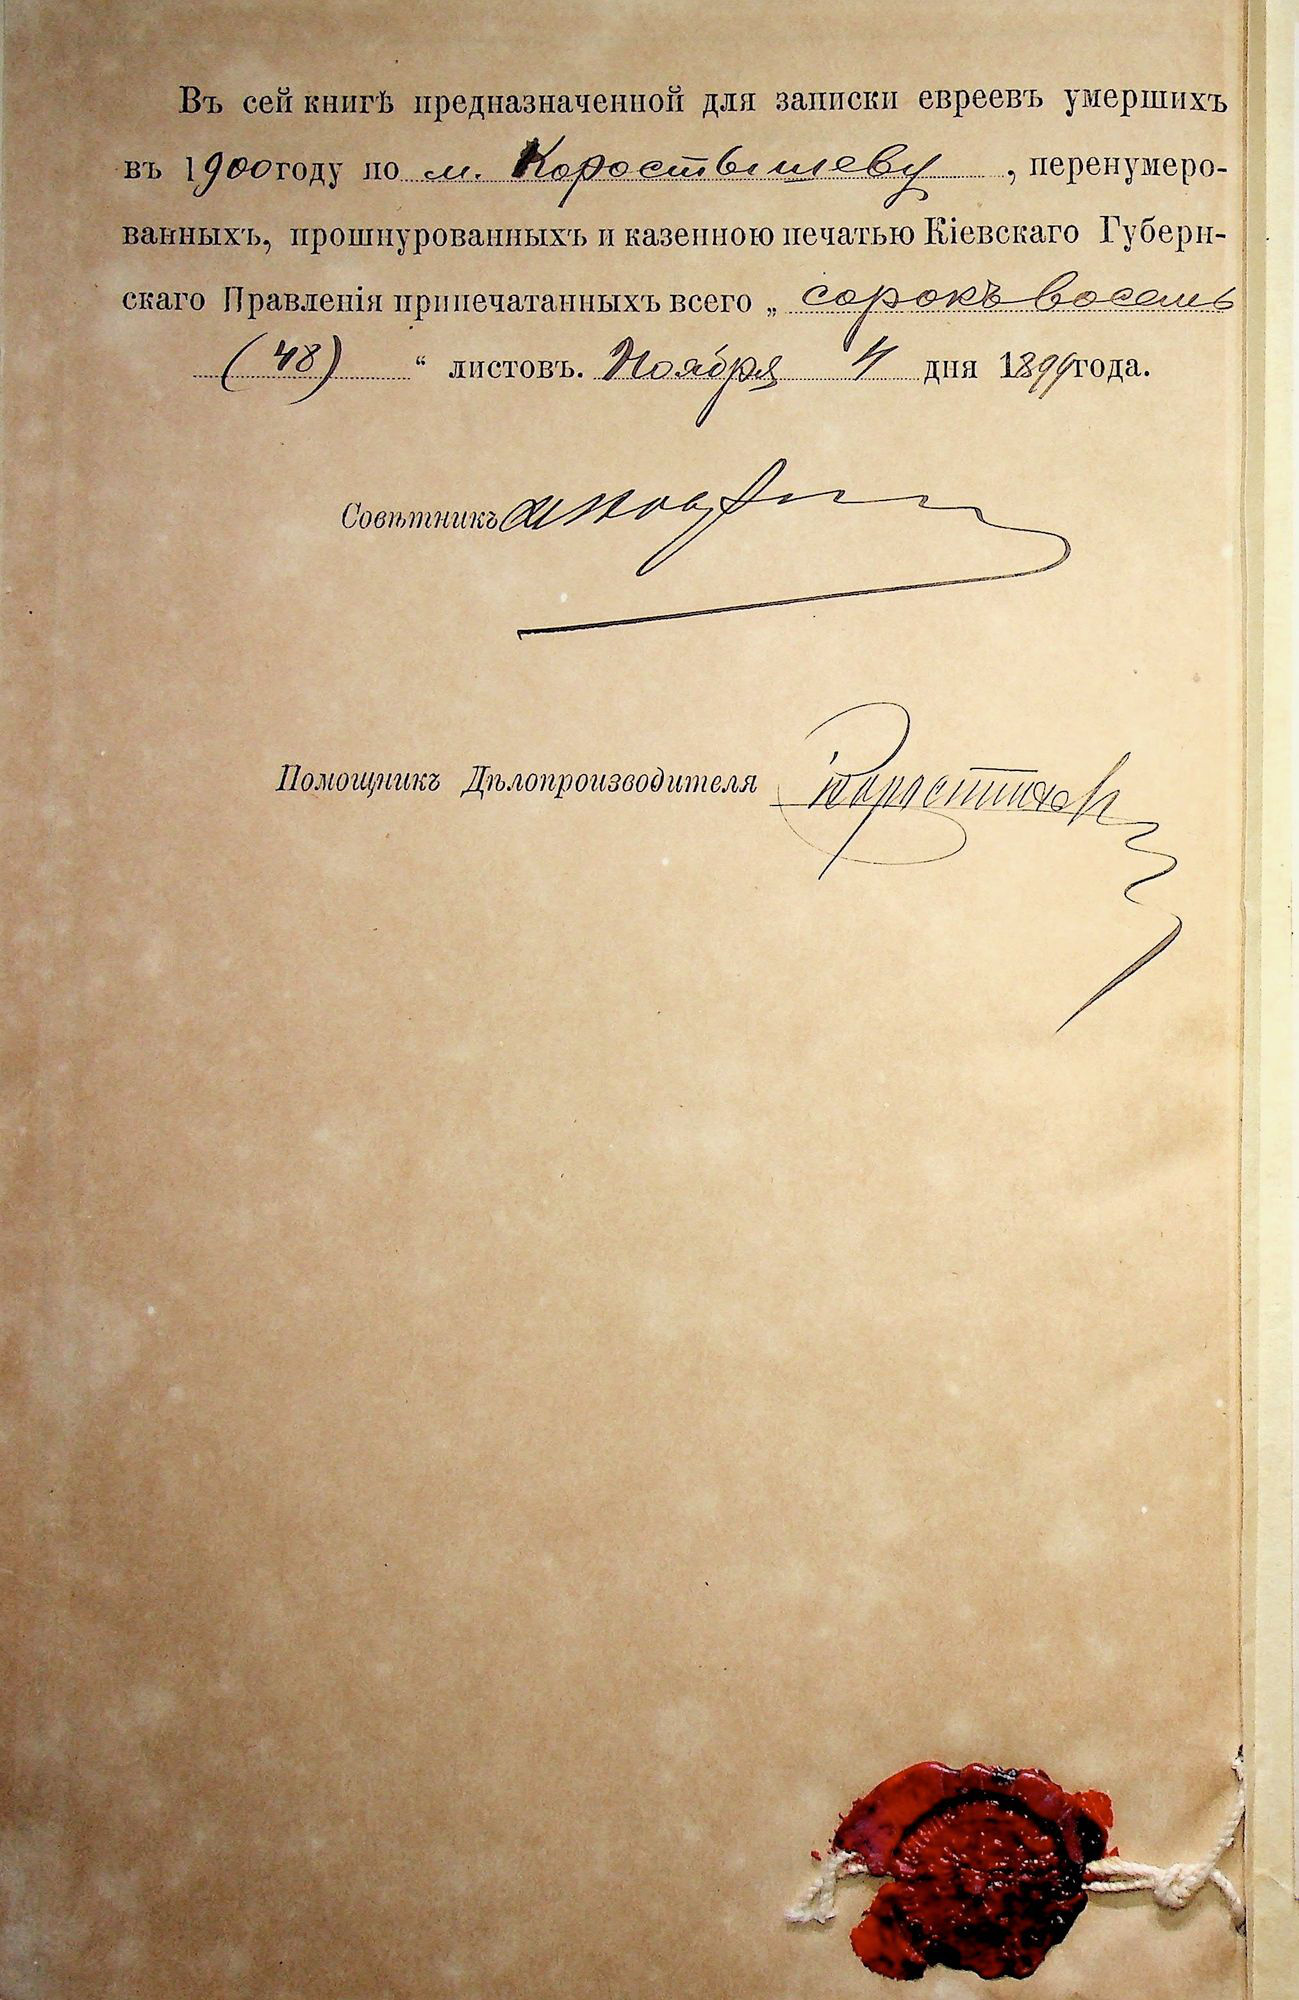 Въ сей книгѣ предназначенной для записки евреевъ умершихъ
въ 1900 году по м. Коростышеву, перенумеро-
ванныхъ, прошнурованныхъ и казенною печатью Кіевскаго Губерн-
скаго Правленія припечатанныхъ всего „ сорокъ восемь
(48) “ листовъ. Ноября 4 дня 1899 года.
Совѣтникъ
Помощникъ Дѣлопроизводителя